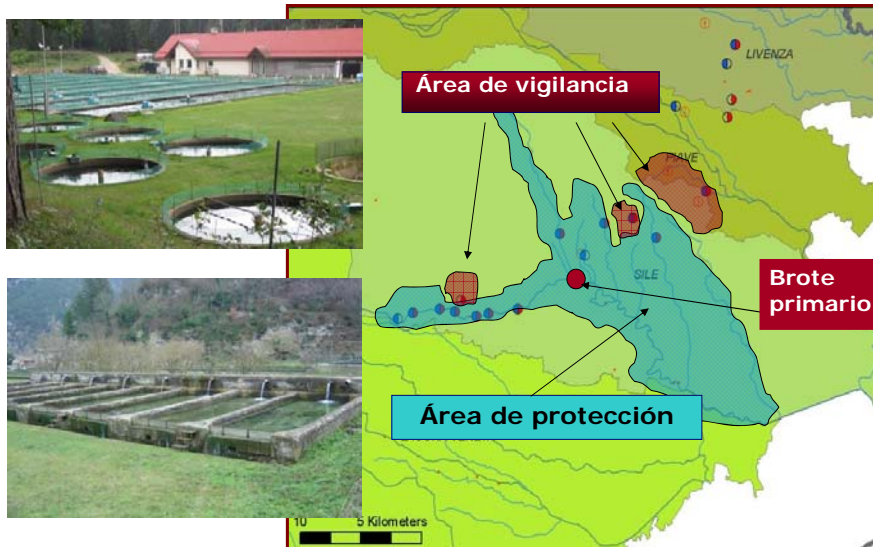 LIVENZA
Área de vigilancia
PIAVE
SILE
Brote
primario
Área de protección
10
5 Kilometers